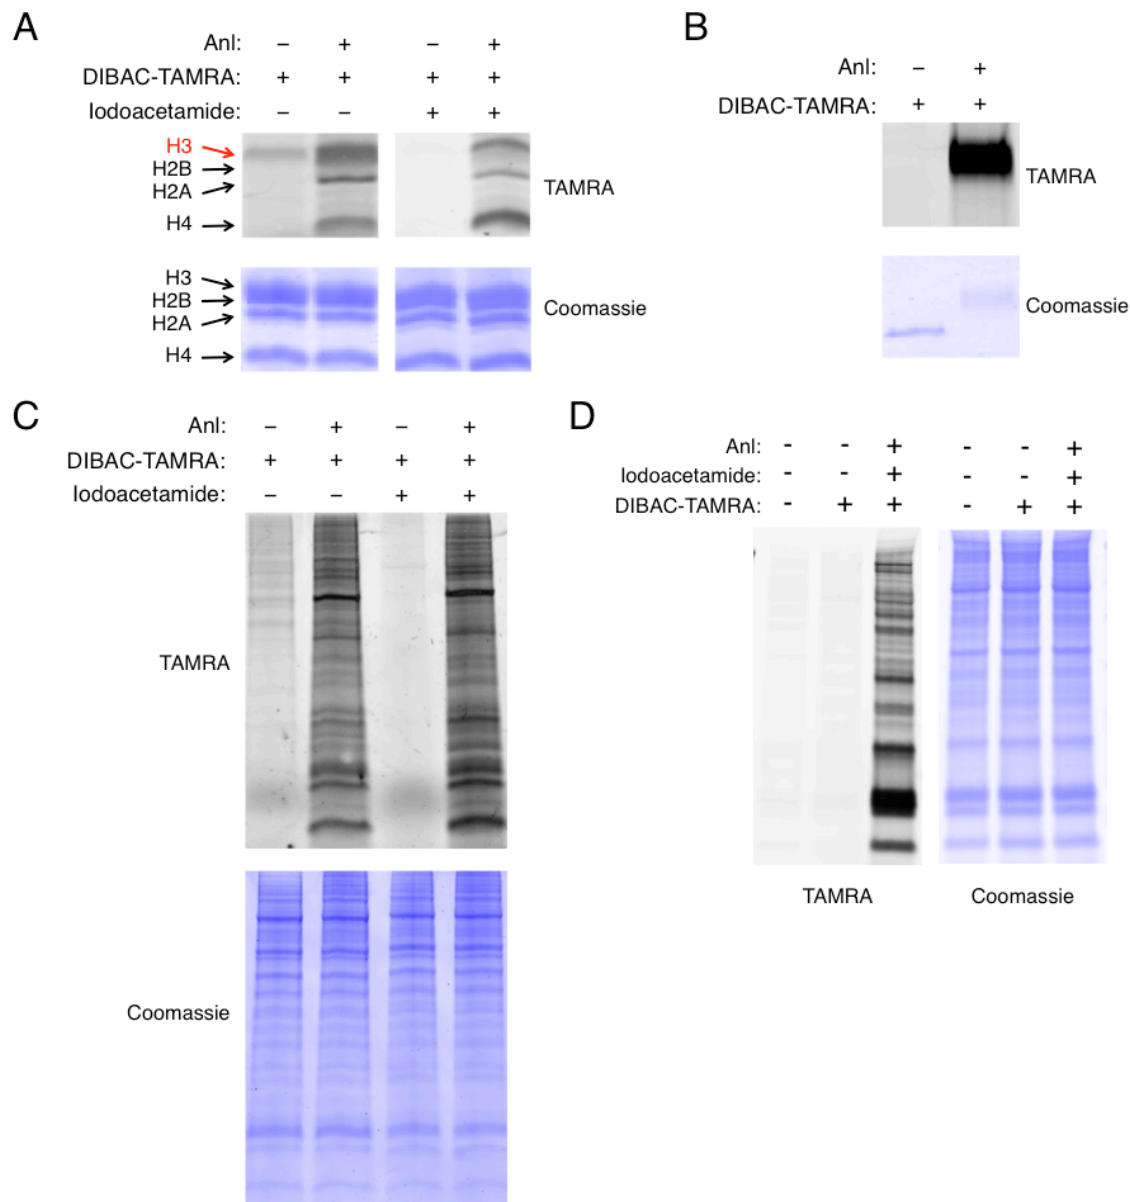 A
Anl: – + – +
DIBAC-TAMRA: + + + +
Iodoacetamide: – – + +
H3
H2B
H2A
H4
TAMRA
H3
H2B
H2A
H4
Coomassie
B
Anl: – +
DIBAC-TAMRA: + +
TAMRA
Coomassie
C
Anl: – + – +
DIBAC-TAMRA: + + + +
Iodoacetamide: – – + +
TAMRA
Coomassie
D
Anl: - - + - - +
Iodoacetamide: - - + - - +
DIBAC-TAMRA: - + + - + +
TAMRA Coomassie